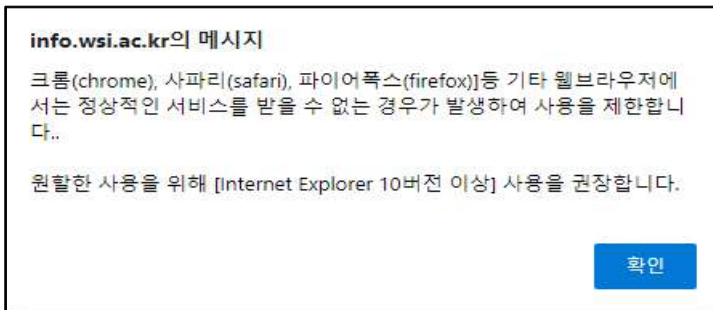 info.wsi.ac.kr의 메시지
크롬(chrome), 사파리(safari), 파이어폭스(firefox)]등 기타 웹브라우저에
서는 정상적인 서비스를 받을 수 없는 경우가 발생하여 사용을 제한합니
다..
원할한 사용을 위해 [Internet Explorer 10버전 이상] 사용을 권장합니다.
확인